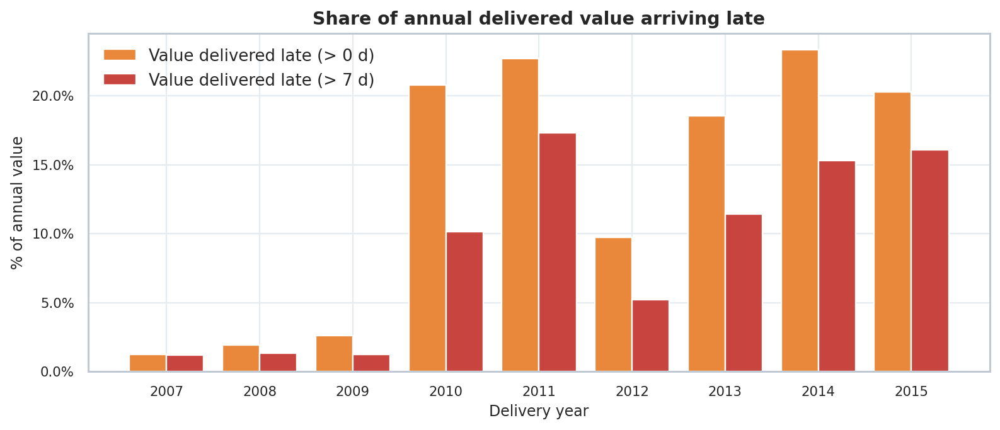 Share of annual delivered value arriving late
Value delivered late (> 0 d)
Value delivered late (> 7 d)
% of annual value
20.0%
15.0%
10.0%
5.0%
0.0%
2007 2008 2009 2010 2011 2012 2013 2014 2015
Delivery year